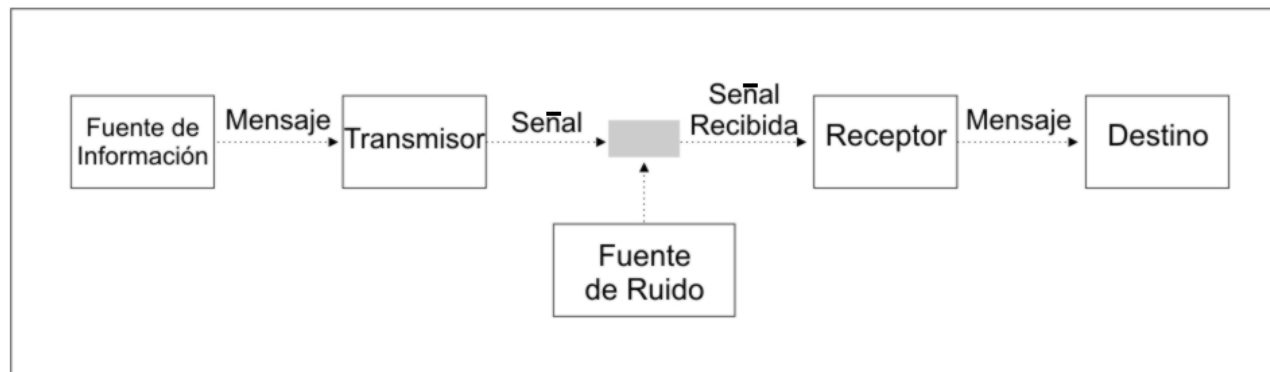 Fuente de
Información
Mensaje
Transmisor
Señal
Señal
Recibida
Receptor
Mensaje
Destino
Fuente
de Ruido